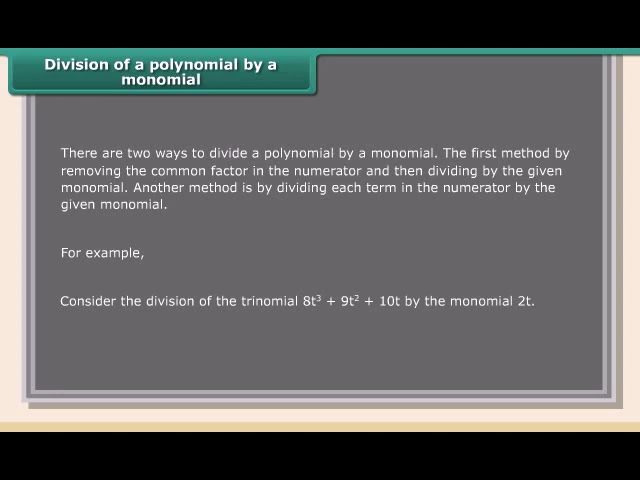 Division of a polynomial by a
monomial
There are two ways to divide a polynomial by a monomial. The first method by
removing the common factor in the numerator and then dividing by the given
monomial. Another method is by dividing each term in the numerator by the
given monomial.
For example,
Consider the division of the trinomial 8t³ + 9t² + 10t by the monomial 2t.